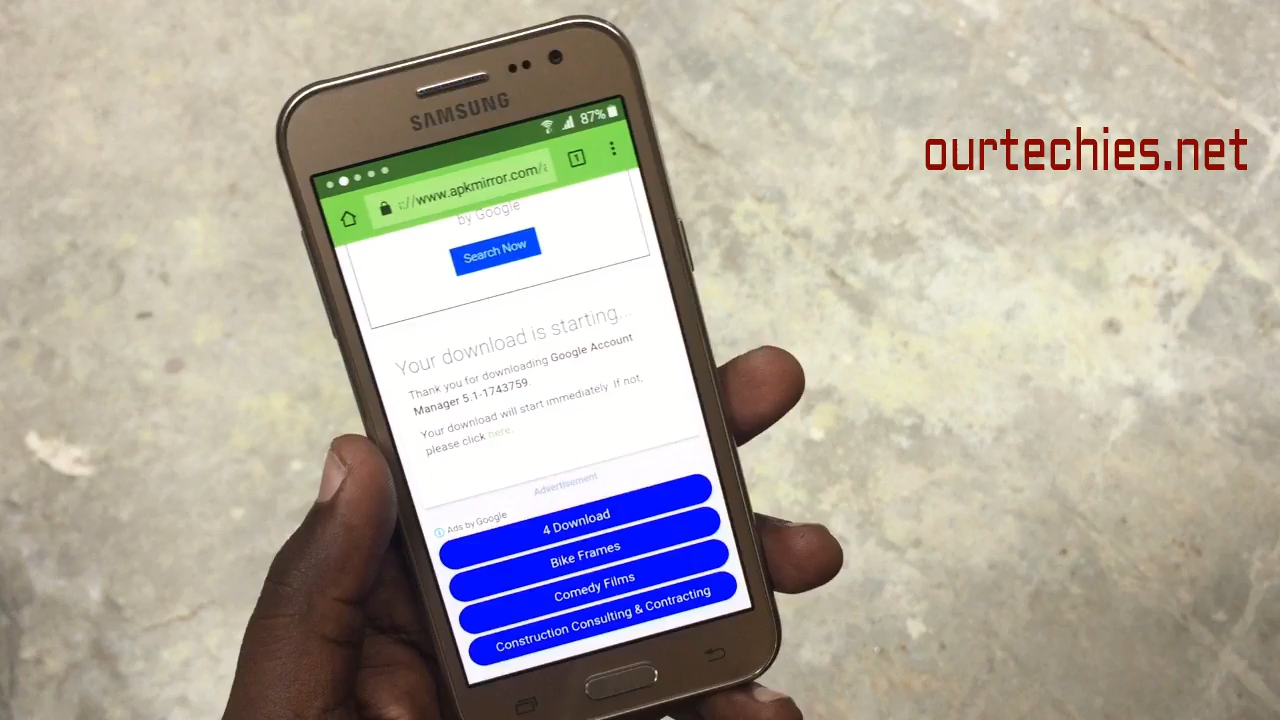 SAMSUNG
87%
://www.apkmirror.com/
1
by Google
Search Now
Your download is starting...
Thank you for downloading Google Account
Manager 5.1-1743759.
Your download will start immediately. If not,
please click here.
Advertisement
Ads by Google
4 Download
Bike Frames
Comedy Films
Construction Consulting & Contracting
ourtechies.net